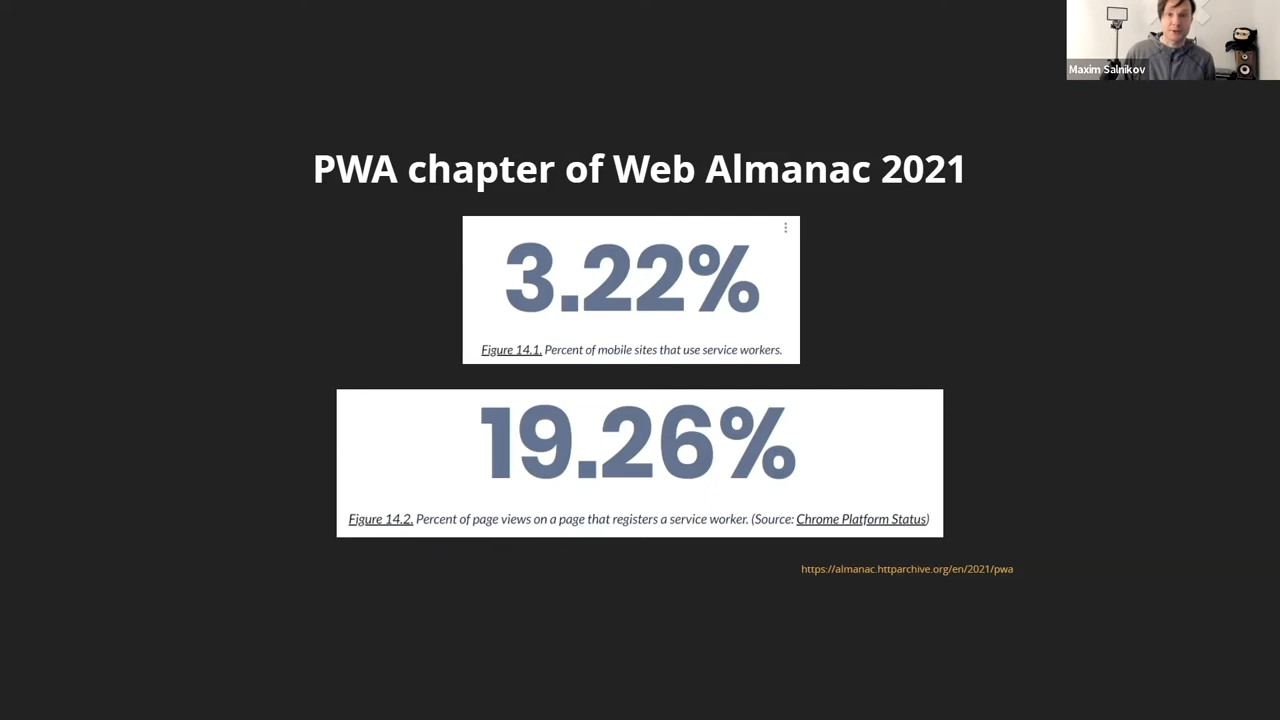 Maxim Salnikov
PWA chapter of Web Almanac 2021
3.22%
Figure 14.1. Percent of mobile sites that use service workers.
19.26%
Figure 14.2. Percent of page views on a page that registers a service worker. (Source: Chrome Platform Status)
https://almanac.httparchive.org/en/2021/pwa